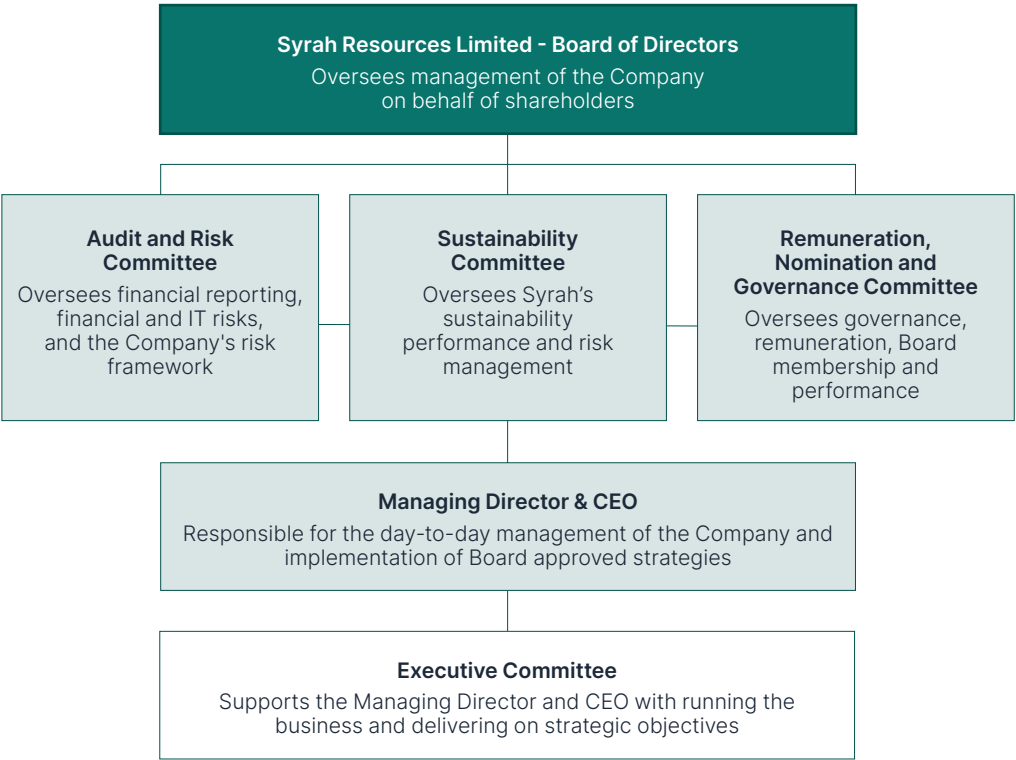 Syrah Resources Limited - Board of Directors
Oversees management of the Company
on behalf of shareholders
Audit and Risk
Committee
Oversees financial reporting,
financial and IT risks,
and the Company's risk
framework
Sustainability
Committee
Oversees Syrah’s
sustainability
performance and risk
management
Remuneration,
Nomination and
Governance Committee
Oversees governance,
remuneration, Board
membership and
performance
Managing Director & CEO
Responsible for the day-to-day management of the Company and
implementation of Board approved strategies
Executive Committee
Supports the Managing Director and CEO with running the
business and delivering on strategic objectives